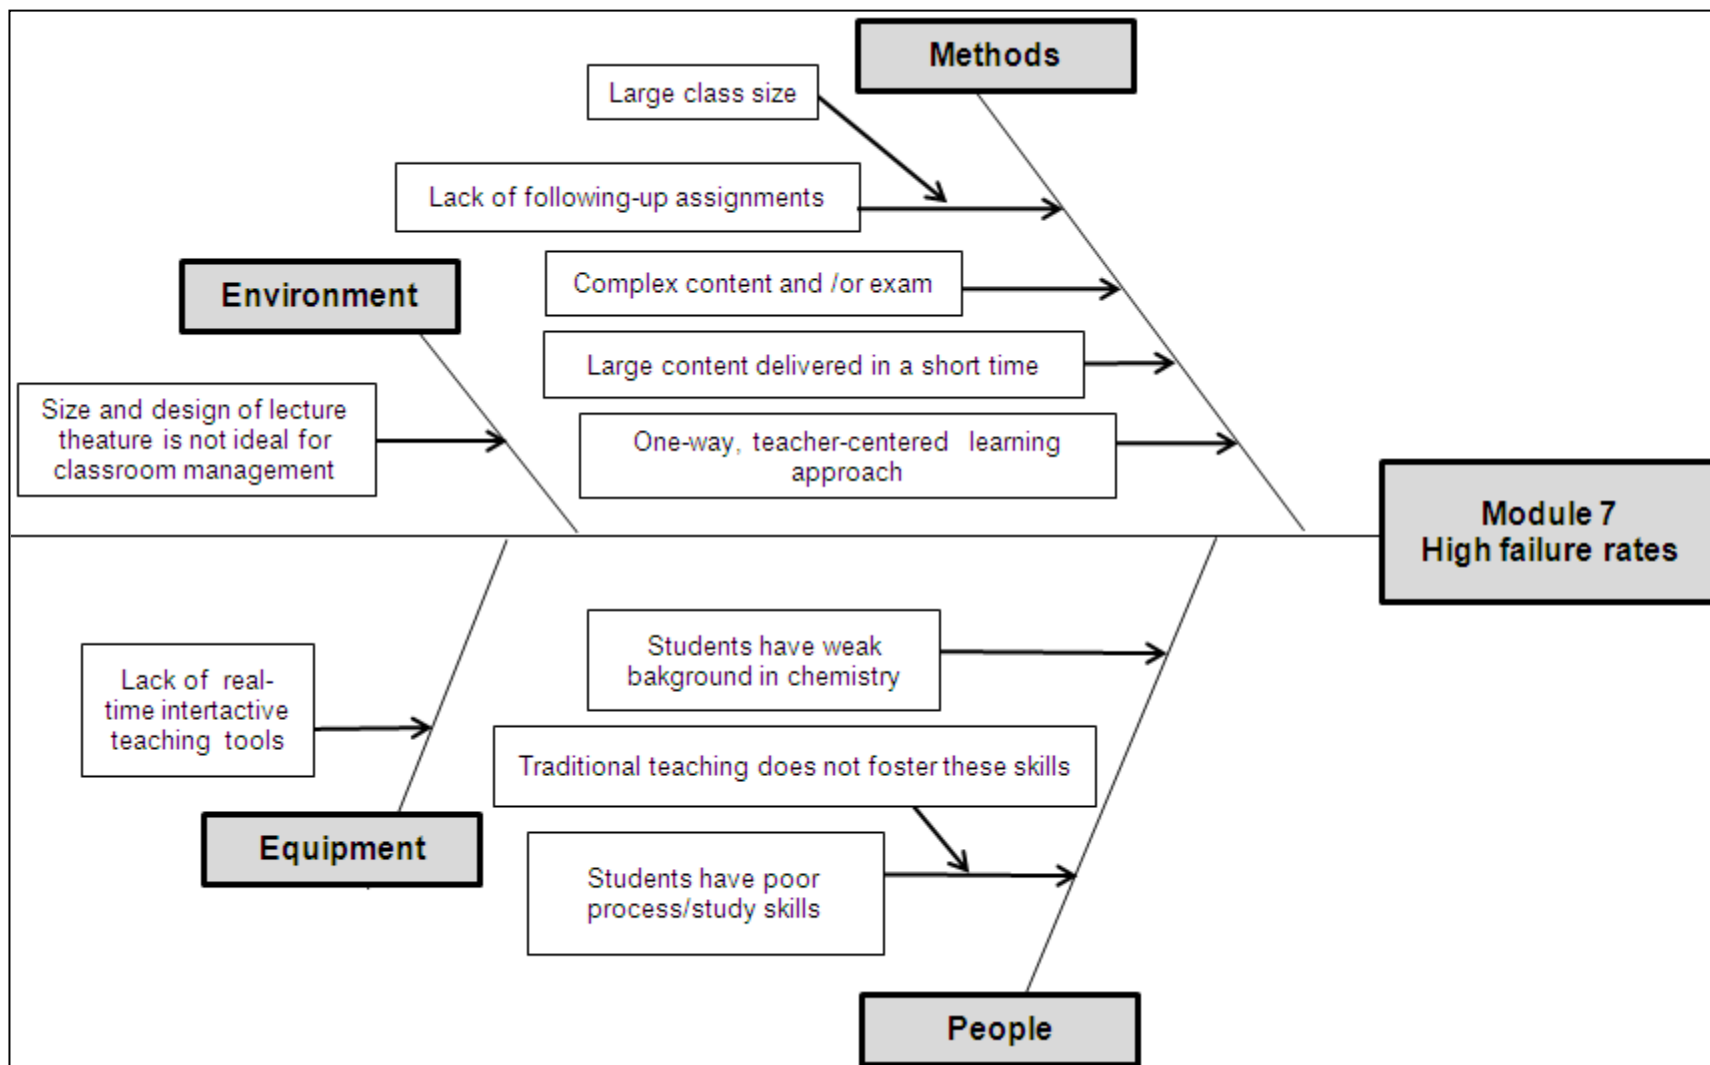 Methods
Large class size
Lack of following-up assignments
Environment
Complex content and /or exam
Large content delivered in a short time
Size and design of lecture
theature is not ideal for
classroom management
One-way, teacher-centered learning
approach
Module 7
High failure rates
Students have weak
bakground in chemistry
Lack of real-
time intertactive
teaching tools
Traditional teaching does not foster these skills
Equipment
Students have poor
process/study skills
People